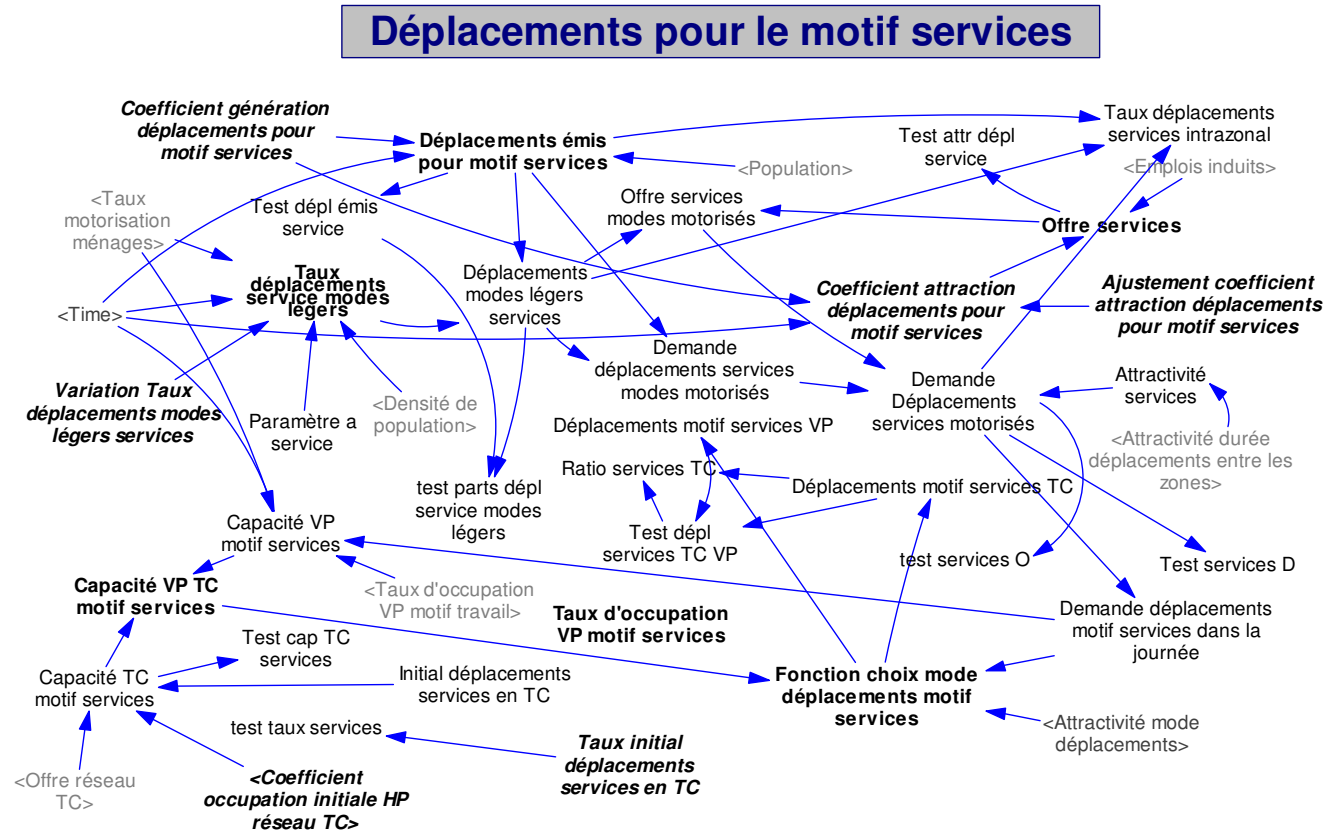 Déplacements pour le motif services
Coefficient génération
déplacements pour
motif services
Déplacements émis
pour motif services
Taux déplacements
services intrazonal
Test attr dépl
service
<Population>
<Emplois induits>
<Taux
motorisation
ménages>
Test dépl émis
service
Offre services
modes motorisés
Offre services
Taux
déplacements
service modes
légers
Déplacements
modes légers
services
<Time>
Coefficient attraction
déplacements pour
motif services
Ajustement coefficient
attraction déplacements
pour motif services
Demande
déplacements services
modes motorisés
Variation Taux
déplacements modes
légers services
Paramètre a
service
<Densité de
population>
Déplacements motif services VP
Demande
Déplacements
services motorisés
Attractivité
services
<Attractivité durée
déplacements entre les
zones>
Ratio services TC
Déplacements motif services TC
test parts dépl
service modes
légers
Capacité VP
motif services
Test dépl
services TC VP
test services O
Test services D
Capacité VP TC
motif services
<Taux d'occupation
VP motif travail>
Taux d'occupation
VP motif services
Demande déplacements
motif services dans la
journée
Test cap TC
services
Capacité TC
motif services
Initial déplacements
services en TC
Fonction choix mode
déplacements motif
services
test taux services
Taux initial
déplacements
services en TC
<Attractivité mode
déplacements>
<Offre réseau
TC>
<Coefficient
occupation initiale HP
réseau TC>